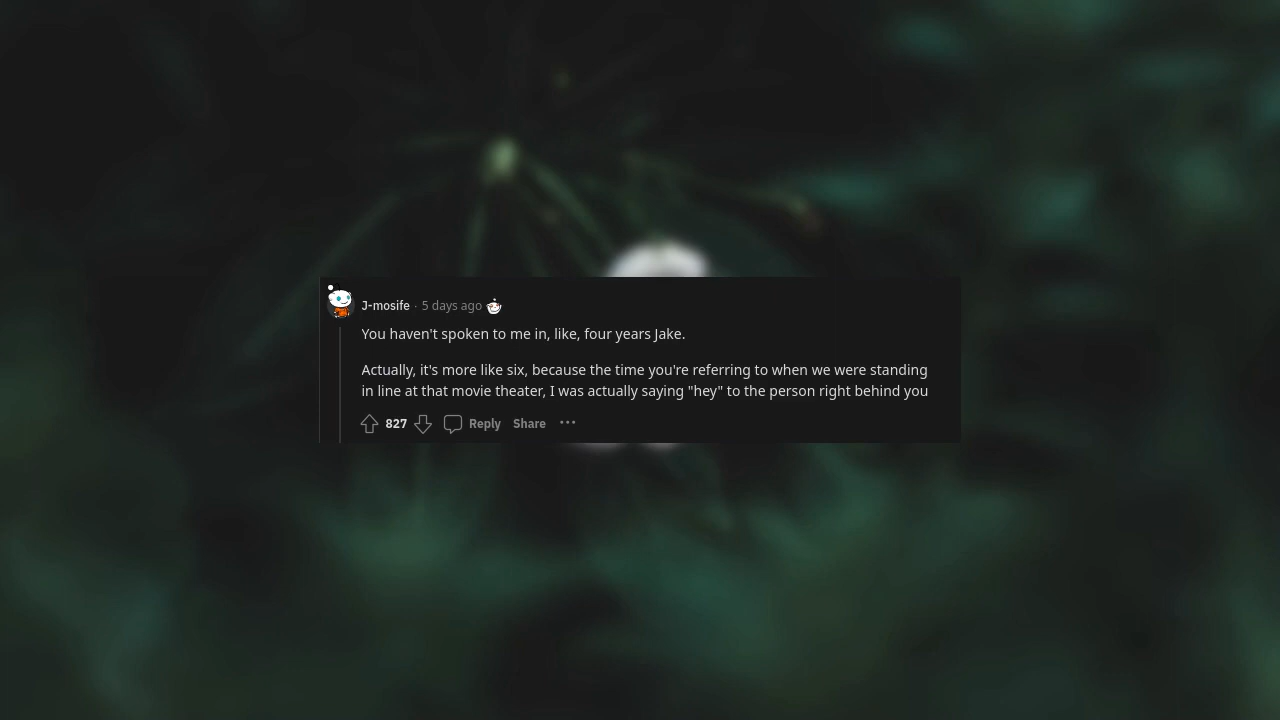 J-mosife · 5 days ago
You haven't spoken to me in, like, four years Jake.
Actually, it's more like six, because the time you're referring to when we were standing
in line at that movie theater, I was actually saying "hey" to the person right behind you
827 Reply Share ···